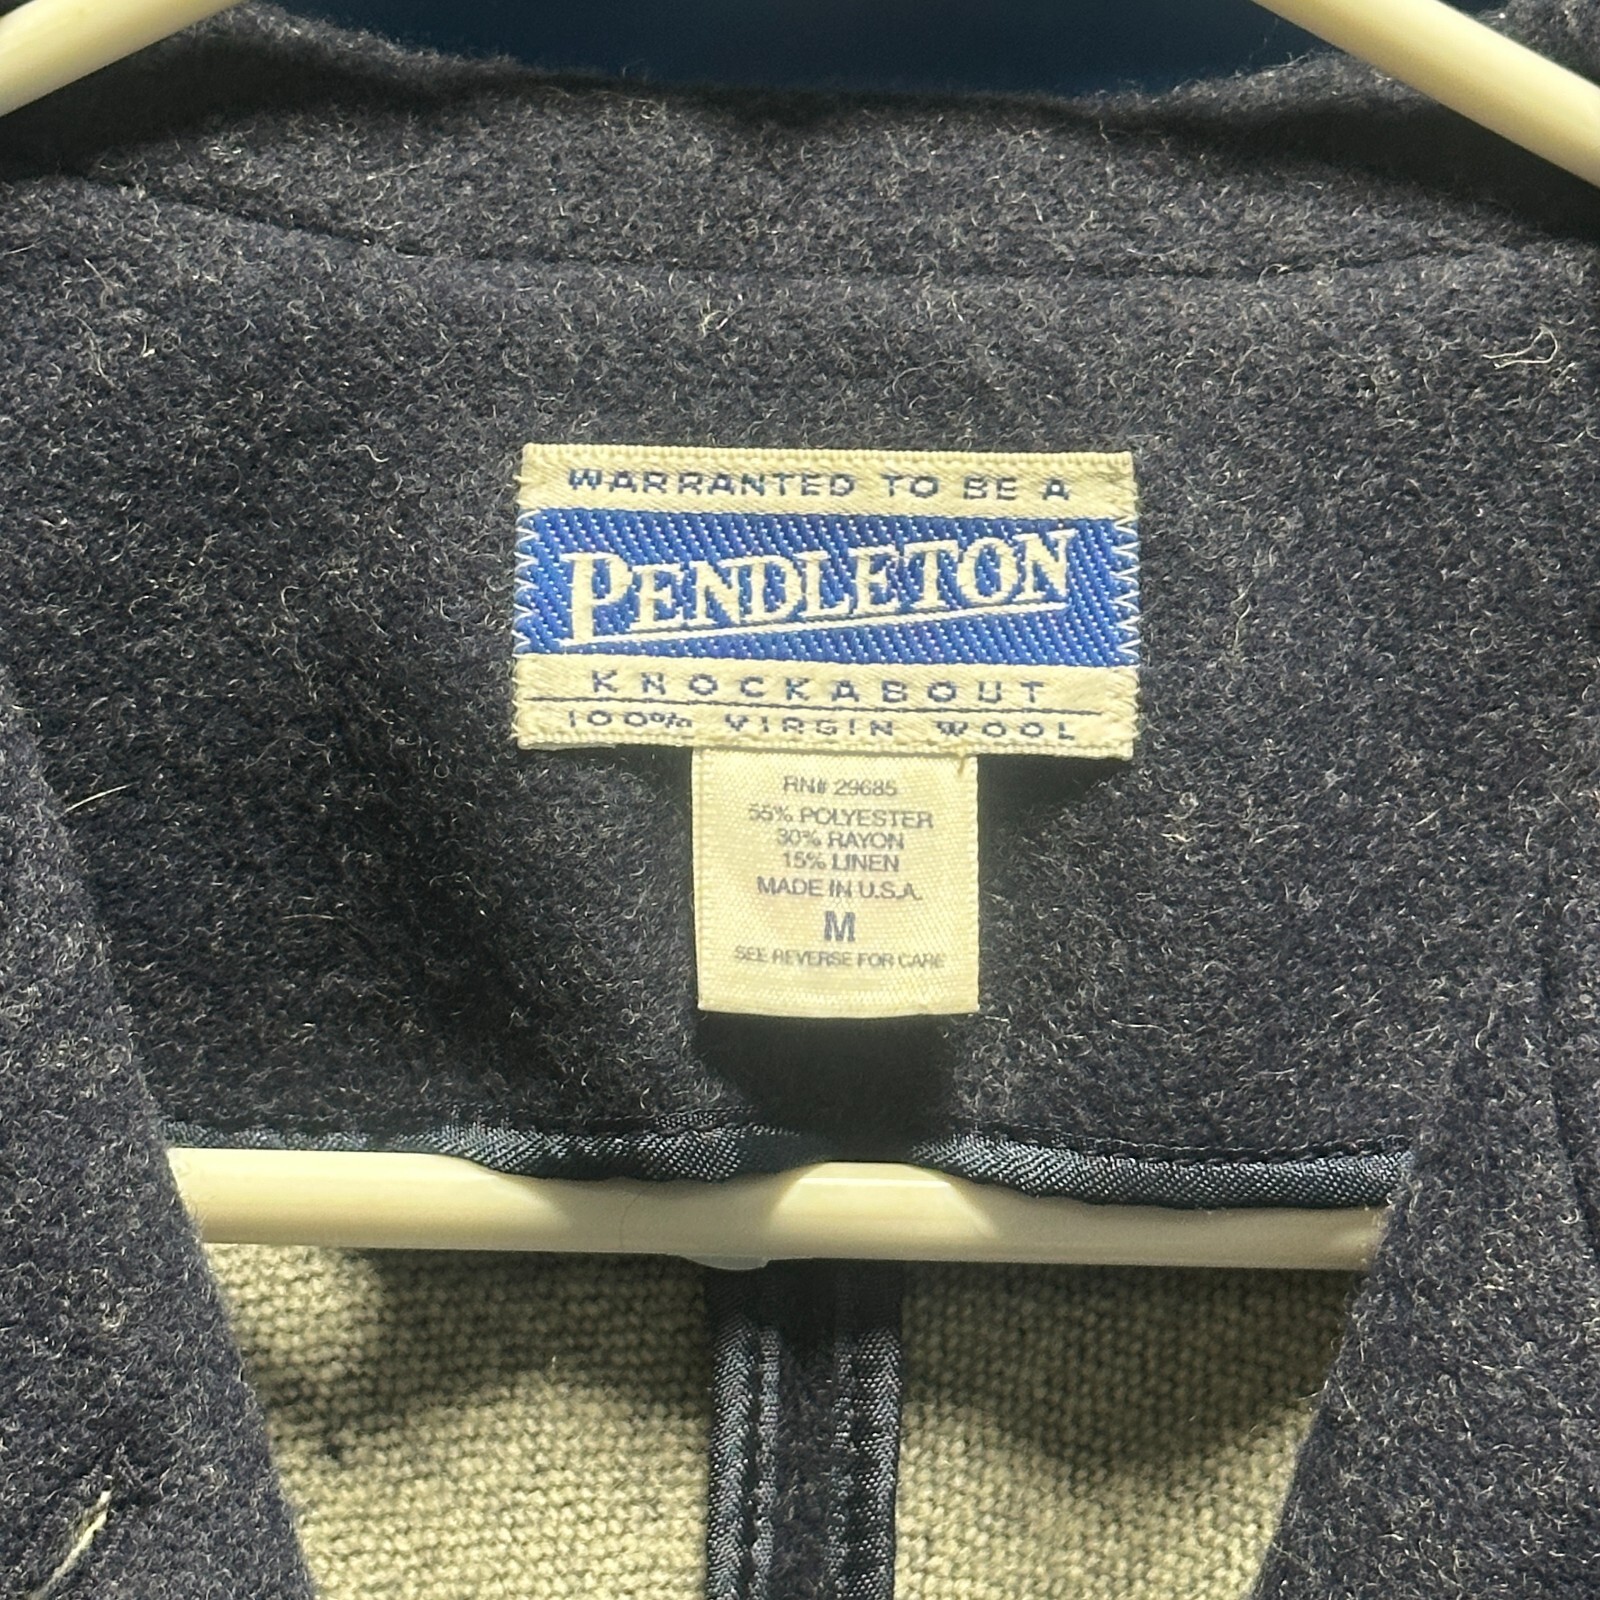 WARRANTED TO BE A
PENDLETON
KNOCKABOUT
100% VIRGIN WOOL
RN# 29685
55% POLYESTER
30% RAYON
15% LINEN
MADE IN U.S.A.
M
SEE REVERSE FOR CARE